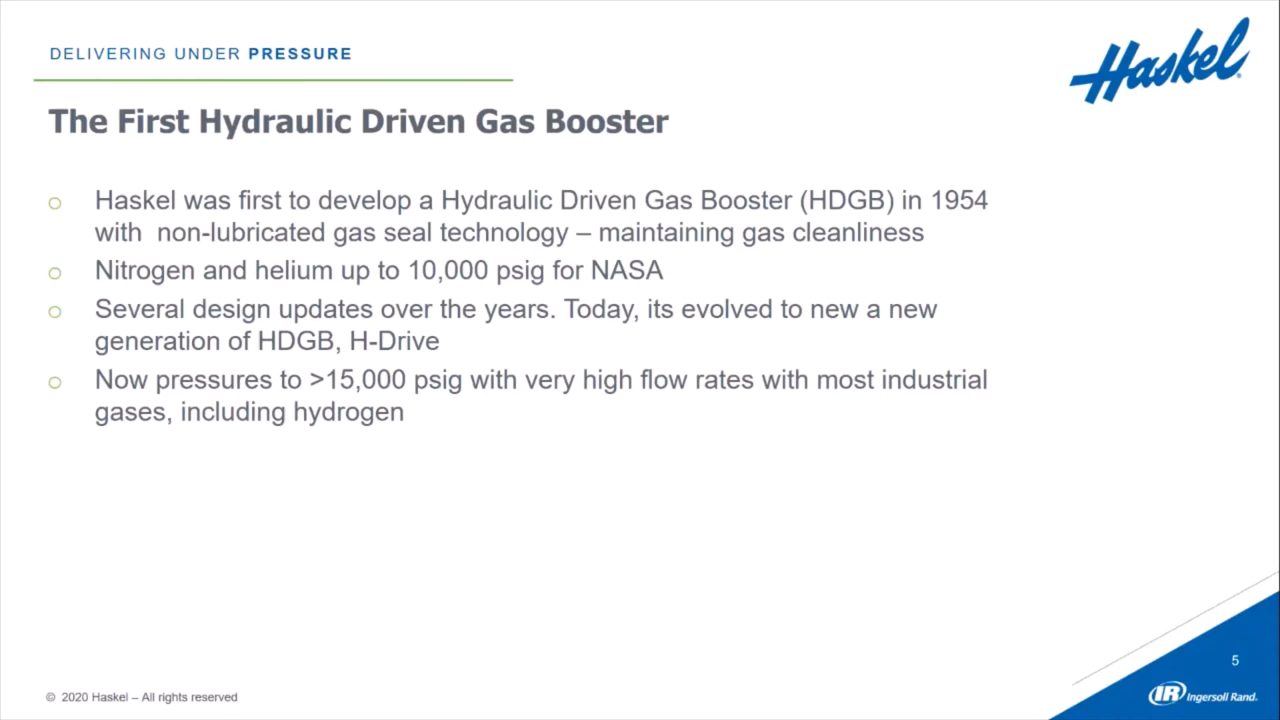 DELIVERING UNDER PRESSURE
Haskel
The First Hydraulic Driven Gas Booster
Haskel was first to develop a Hydraulic Driven Gas Booster (HDGB) in 1954
with  non-lubricated gas seal technology – maintaining gas cleanliness
Nitrogen and helium up to 10,000 psig for NASA
Several design updates over the years. Today, its evolved to new a new
generation of HDGB, H-Drive
Now pressures to >15,000 psig with very high flow rates with most industrial
gases, including hydrogen
5
© 2020 Haskel – All rights reserved
IR Ingersoll Rand.